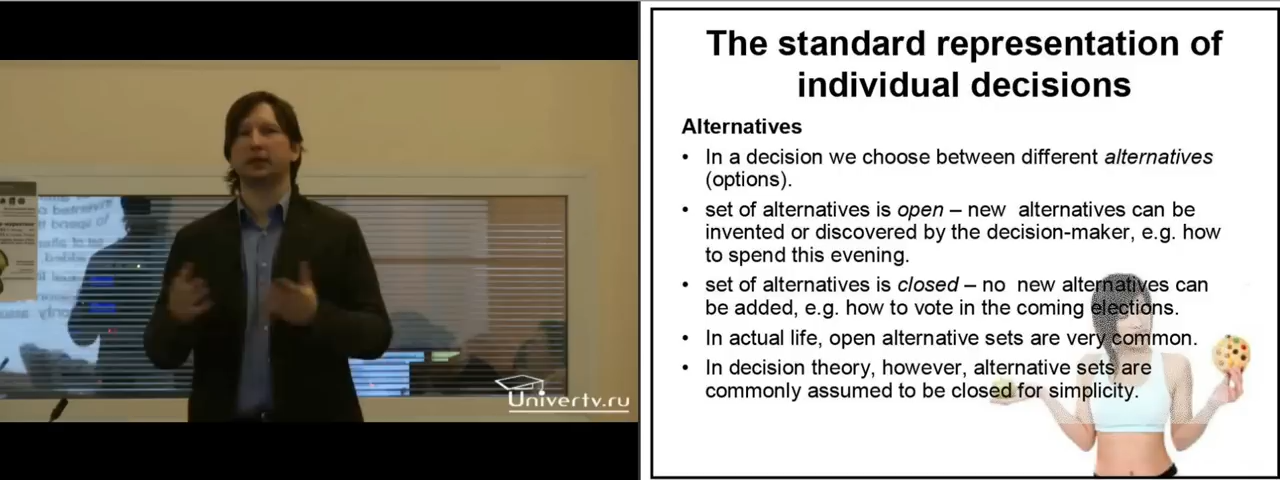 The standard representation of
individual decisions
Alternatives
• In a decision we choose between different alternatives
(options).
• set of alternatives is open – new alternatives can be
invented or discovered by the decision-maker, e.g. how
to spend this evening.
• set of alternatives is closed – no new alternatives can
be added, e.g. how to vote in the coming elections.
• In actual life, open alternative sets are very common.
• In decision theory, however, alternative sets are
commonly assumed to be closed for simplicity.
Univertv.ru